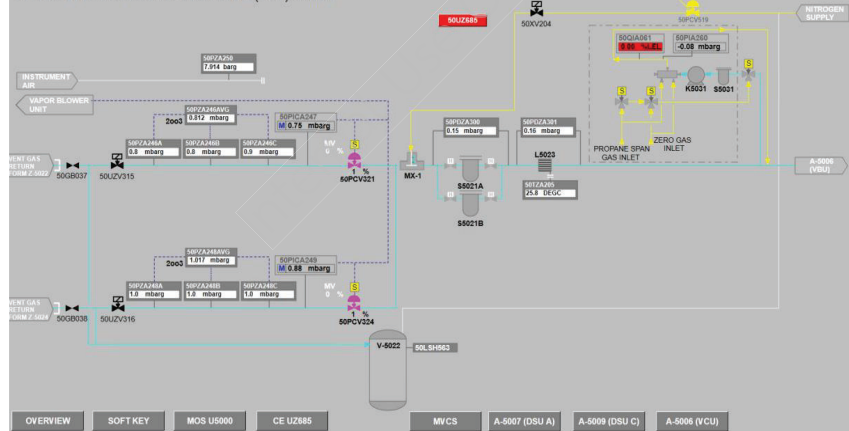 50UZ685
50XV204
50PCV519
NITROGEN
SUPPLY
50QIA061
0.00 %LEL
50PIA260
-0.08 mbarg
50PZA250
7.914 barg
INSTRUMENT
AIR
K5031
S5031
S
S
S
S
VAPOR BLOWER
UNIT
50PZA246AVG
0.812 mbarg
2oo3
50PICA247
M 0.75 mbarg
50PZA246A
0.8 mbarg
50PZA246B
0.8 mbarg
50PZA246C
0.9 mbarg
MV
0 %
S
1 %
50PCV321
VENT GAS
RETURN
FORM Z-5022
50GB037
50UZV315
MX-1
50PDZA300
0.15 mbarg
50PDZA301
0.16 mbarg
S5021A
S5021B
L5023
50TZA205
25.8 DEGC
PROPANE SPAN
GAS INLET
ZERO GAS
INLET
A-5006
(VBU)
50PZA248AVG
1.017 mbarg
2oo3
50PICA249
M 0.88 mbarg
50PZA248A
1.0 mbarg
50PZA248B
1.0 mbarg
50PZA248C
1.0 mbarg
MV
0 %
S
1 %
50PCV324
VENT GAS
RETURN
FORM Z-5024
50GB038
50UZV316
V-5022
50LSH563
OVERVIEW
SOFT KEY
MOS U5000
CE UZ685
MVCS
A-5007 (DSU A)
A-5009 (DSU C)
A-5006 (VCU)